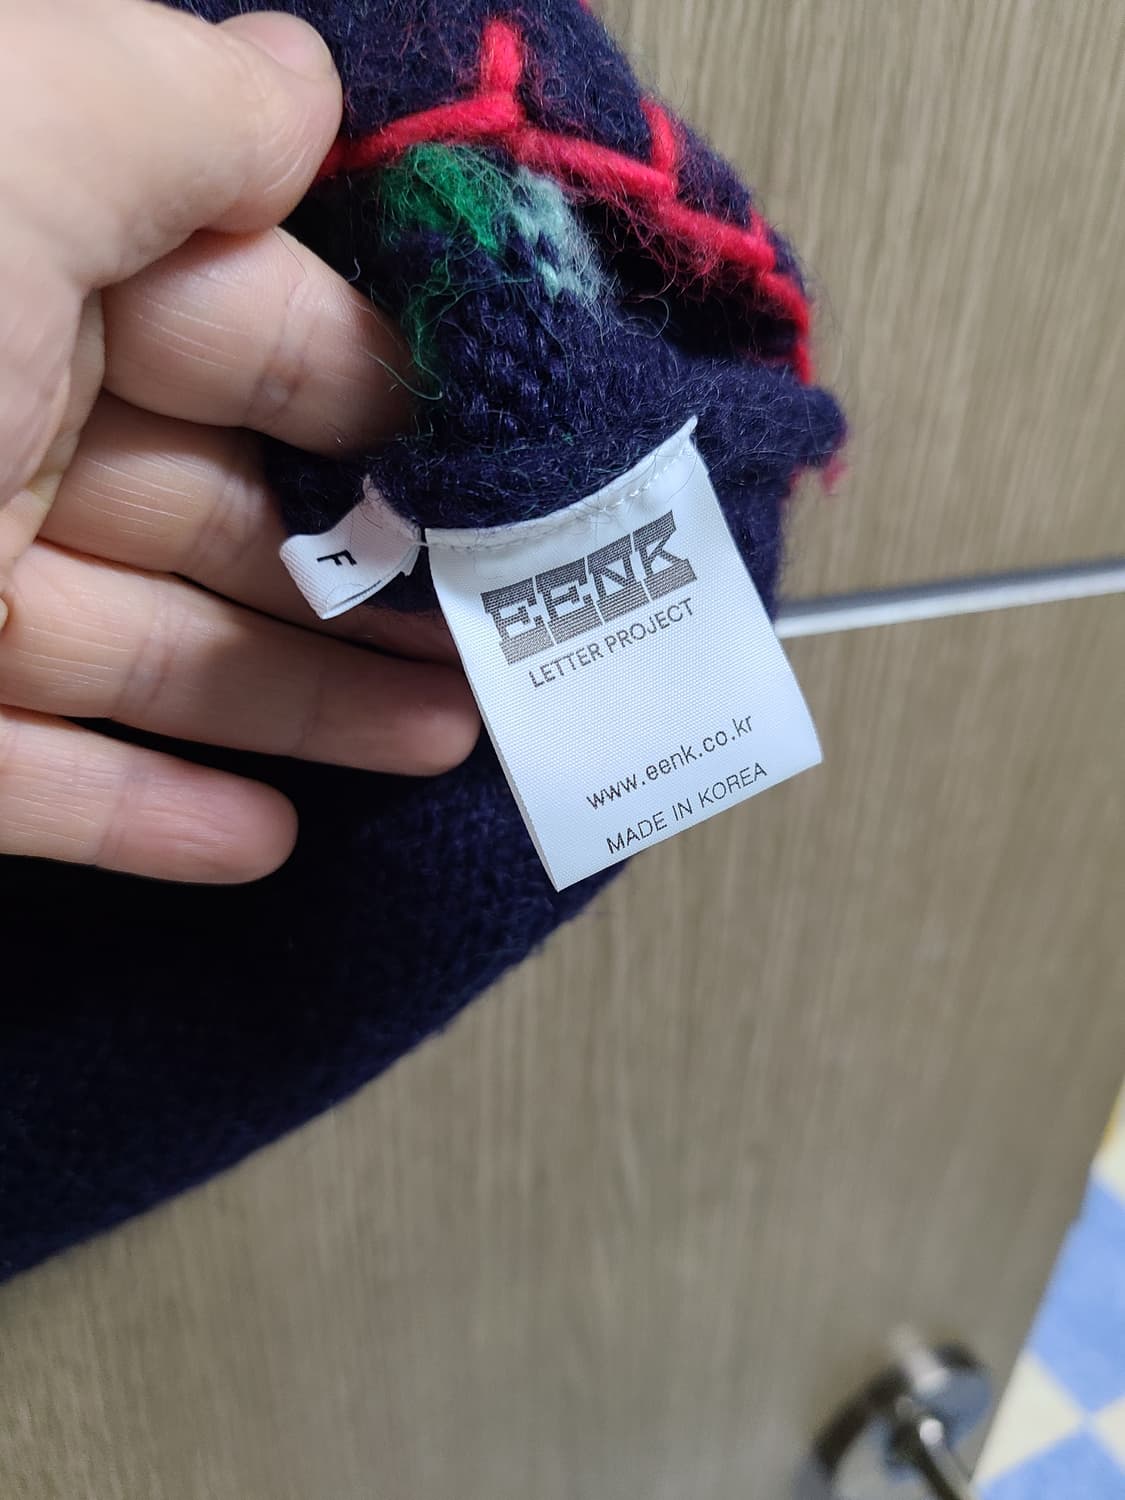 F
EENK
LETTER PROJECT
www.eenk.co.kr
MADE IN KOREA